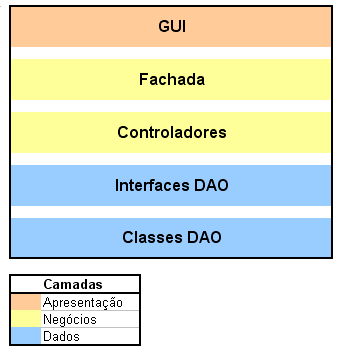 GUI
Fachada
Controladores
Interfaces DAO
Classes DAO
Camadas
Apresentação
Negócios
Dados